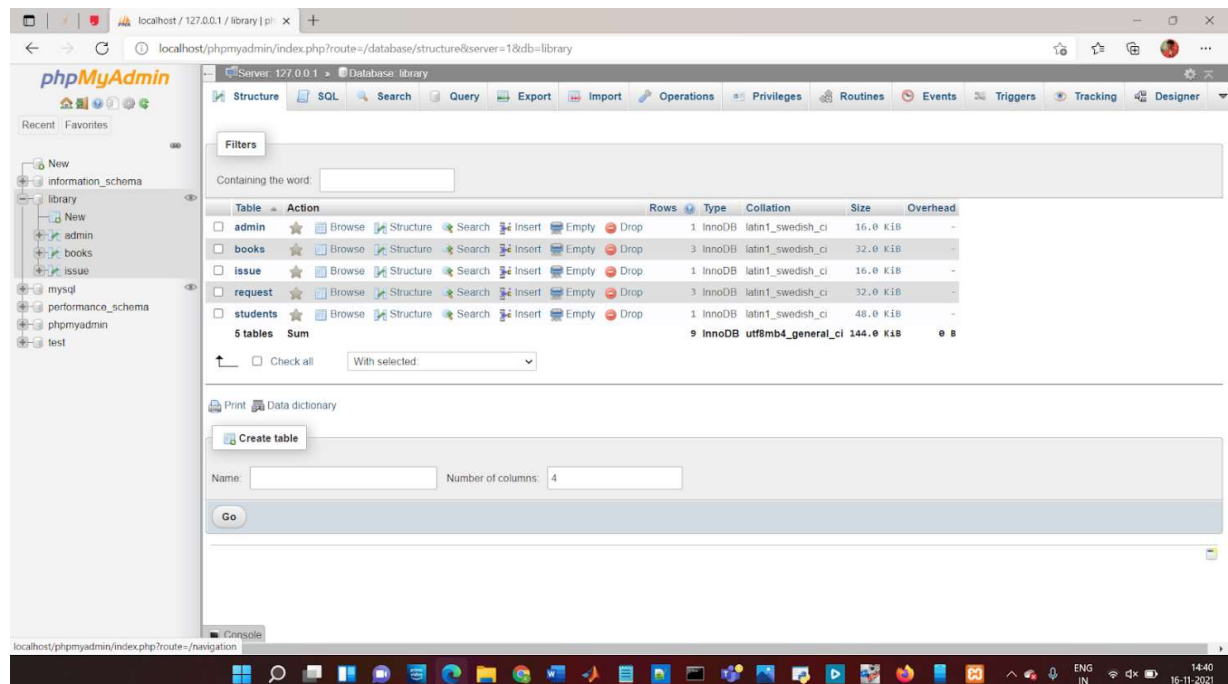 localhost / 127.0.0.1 / library | ph
localhost/phpmyadmin/index.php?route=/database/structure&server=1&db=library
phpMyAdmin
Recent Favorites
New
information_schema
library
New
admin
books
issue
mysql
performance_schema
phpmyadmin
test
Server: 127.0.0.1 » Database: library
Structure SQL Search Query Export Import Operations Privileges Routines Events Triggers Tracking Designer
Filters
Containing the word:
Table Action Rows Type Collation Size Overhead
admin Browse Structure Search Insert Empty Drop 1 InnoDB latin1_swedish_ci 16.0 KiB -
books Browse Structure Search Insert Empty Drop 3 InnoDB latin1_swedish_ci 32.0 KiB -
issue Browse Structure Search Insert Empty Drop 1 InnoDB latin1_swedish_ci 16.0 KiB -
request Browse Structure Search Insert Empty Drop 3 InnoDB latin1_swedish_ci 32.0 KiB -
students Browse Structure Search Insert Empty Drop 1 InnoDB latin1_swedish_ci 48.0 KiB -
5 tables Sum 9 InnoDB utf8mb4_general_ci 144.0 KiB 0 B
Check all With selected:
Print Data dictionary
Create table
Name: Number of columns: 4
Go
Console
localhost/phpmyadmin/index.php?route=/navigation
ENG 14:40
IN 16-11-2021